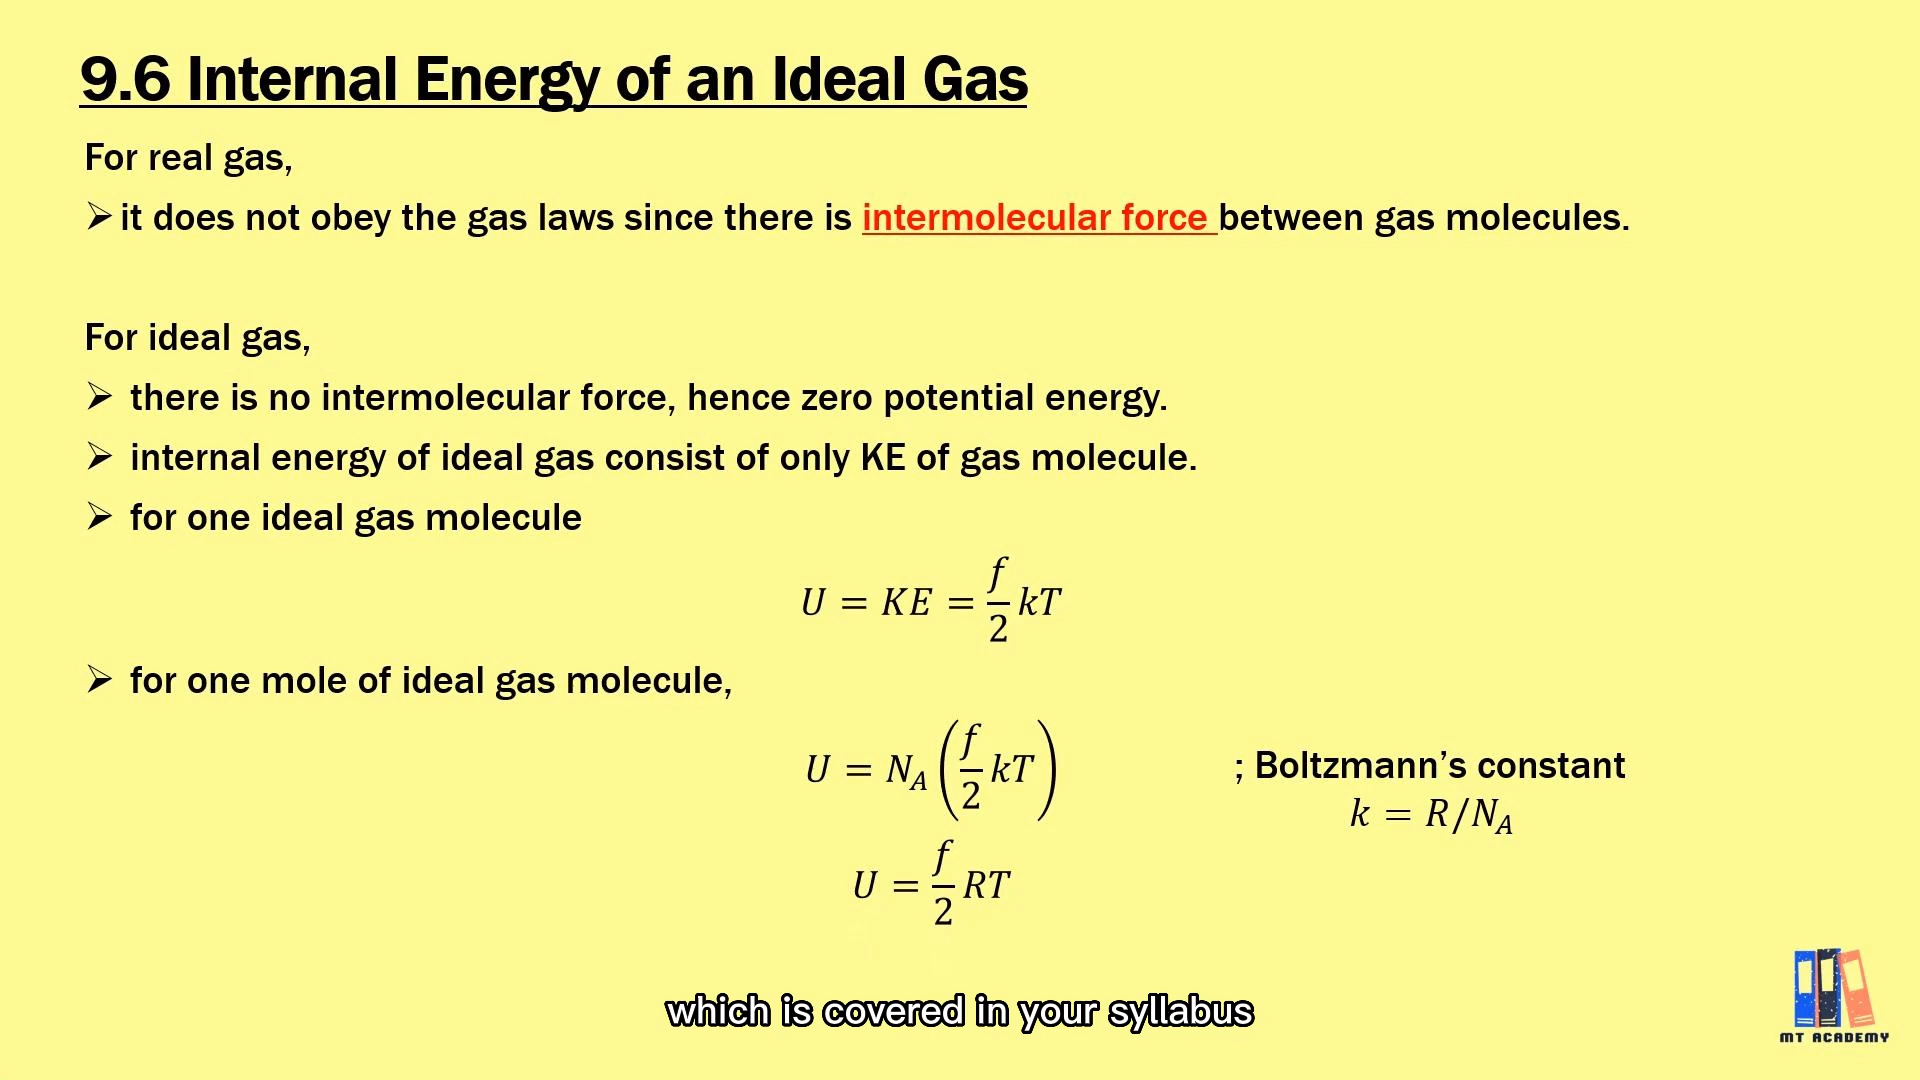 9.6 Internal Energy of an Ideal Gas
For real gas,
➢ it does not obey the gas laws since there is intermolecular force between gas molecules.
For ideal gas,
➢ there is no intermolecular force, hence zero potential energy.
➢ internal energy of ideal gas consist of only KE of gas molecule.
➢ for one ideal gas molecule
U = KE = f/2 kT
➢ for one mole of ideal gas molecule,
U = N_A (f/2 kT)
; Boltzmann’s constant
k = R/N_A
U = f/2 RT
which is covered in your syllabus
MT ACADEMY